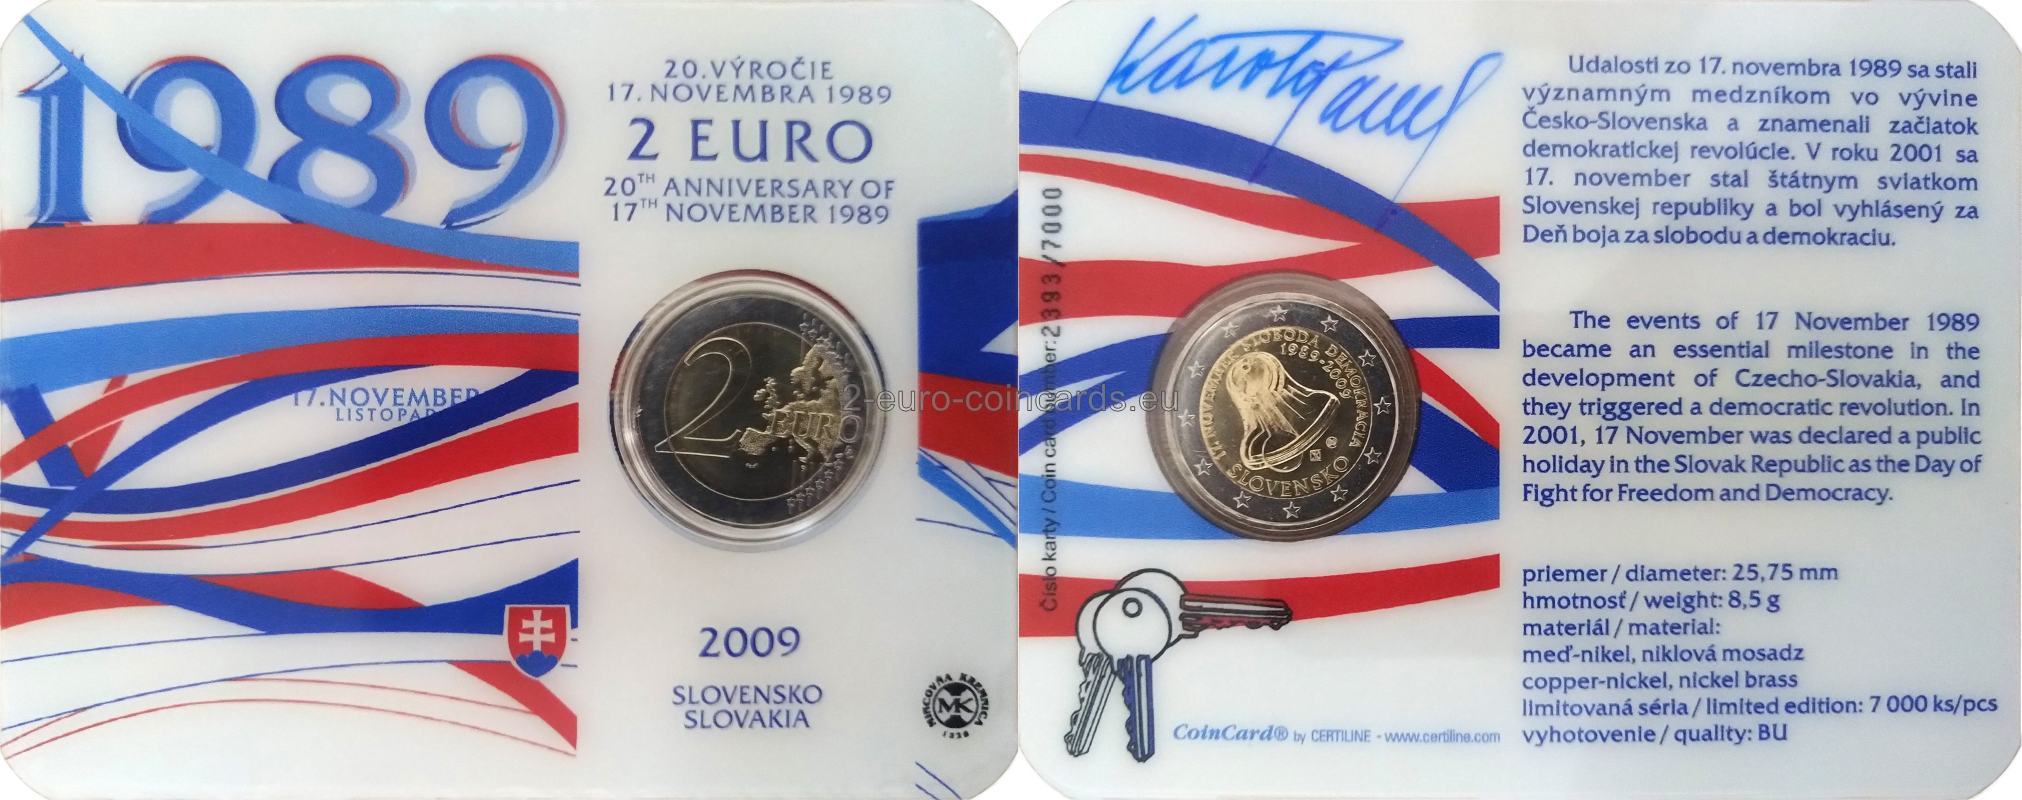 1989
20. VÝROČIE
17. NOVEMBRA 1989
2 EURO
20TH ANNIVERSARY OF
17TH NOVEMBER 1989
17. NOVEMBER
LISTOPAD
2
EURO
2009
SLOVENSKO
SLOVAKIA
MINCOVŇA KREMNICA
MK
1328
2-euro-coincards.eu
Karol
Číslo karty / Coin card number: 2393/7000
17. NOVEMBER SLOBODA DEMOKRACIA
1989-2009
SLOVENSKO
CoinCard® by CERTILINE - www.certiline.com
Udalosti zo 17. novembra 1989 sa stali
významným medzníkom vo vývine
Česko-Slovenska a znamenali začiatok
demokratickej revolúcie. V roku 2001 sa
17. november stal štátnym sviatkom
Slovenskej republiky a bol vyhlásený za
Deň boja za slobodu a demokraciu.
The events of 17 November 1989
became an essential milestone in the
development of Czecho-Slovakia, and
they triggered a democratic revolution. In
2001, 17 November was declared a public
holiday in the Slovak Republic as the Day of
Fight for Freedom and Democracy.
priemer / diameter: 25,75 mm
hmotnosť / weight: 8,5 g
materiál / material:
meď-nikel, niklová mosadz
copper-nickel, nickel brass
limitovaná séria / limited edition: 7 000 ks/pcs
vyhotovenie / quality: BU